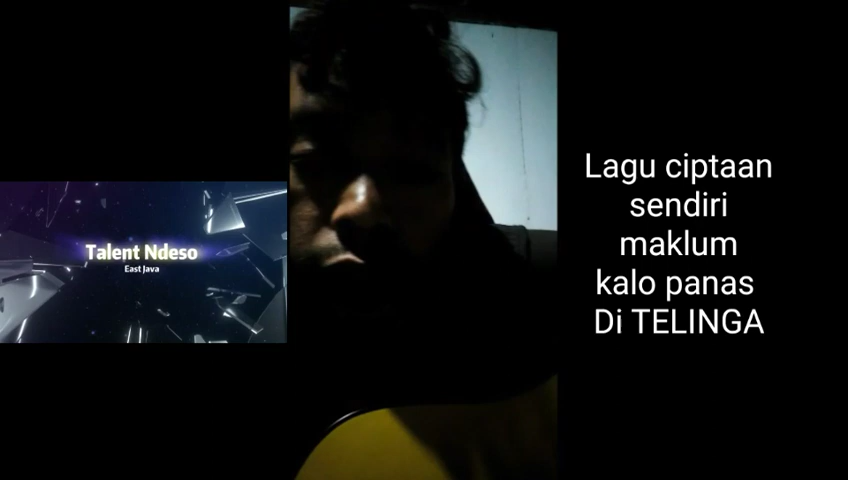 Talent Ndeso
East Java
Lagu ciptaan
sendiri
maklum
kalo panas
Di TELINGA